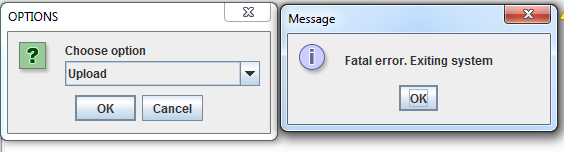 OPTIONS
Choose option
Upload
OK Cancel
Message
Fatal error. Exiting system
OK